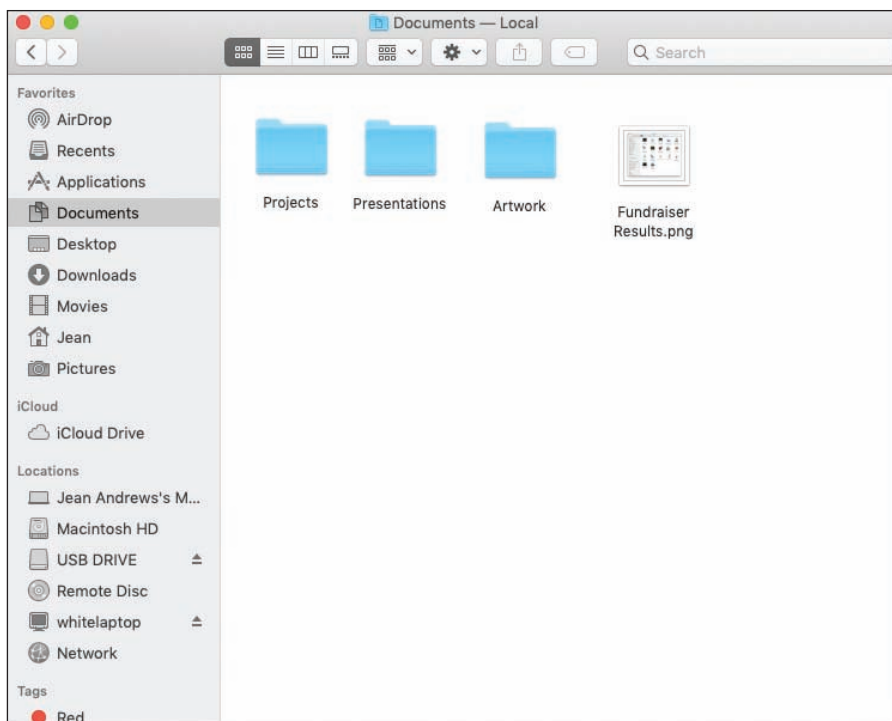 Documents — Local
Search
Favorites
AirDrop
Recents
Applications
Documents
Desktop
Downloads
Movies
Jean
Pictures
iCloud
iCloud Drive
Locations
Jean Andrews's M...
Macintosh HD
USB DRIVE
Remote Disc
whitelaptop
Network
Tags
Red
Projects
Presentations
Artwork
Fundraiser
Results.png